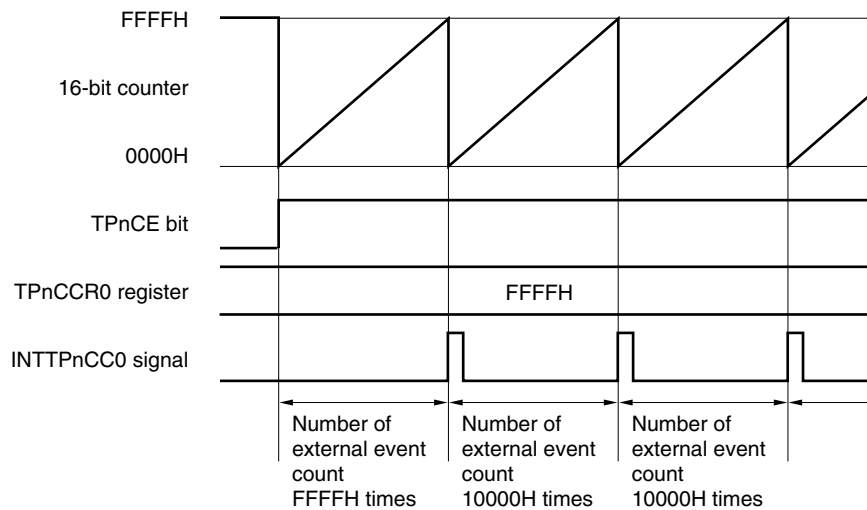 FFFFH
16-bit counter
0000H
TPnCE bit
TPnCCR0 register
FFFFH
INTTPnCC0 signal
Number of
external event
count
FFFFH times
Number of
external event
count
10000H times
Number of
external event
count
10000H times